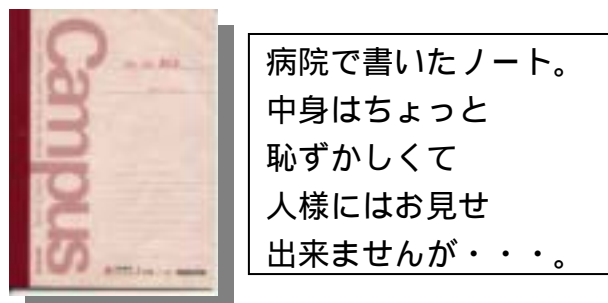 Campus
病院で書いたノート。
中身はちょっと
恥ずかしくて
人様にはお見せ
出来ませんが・・・。